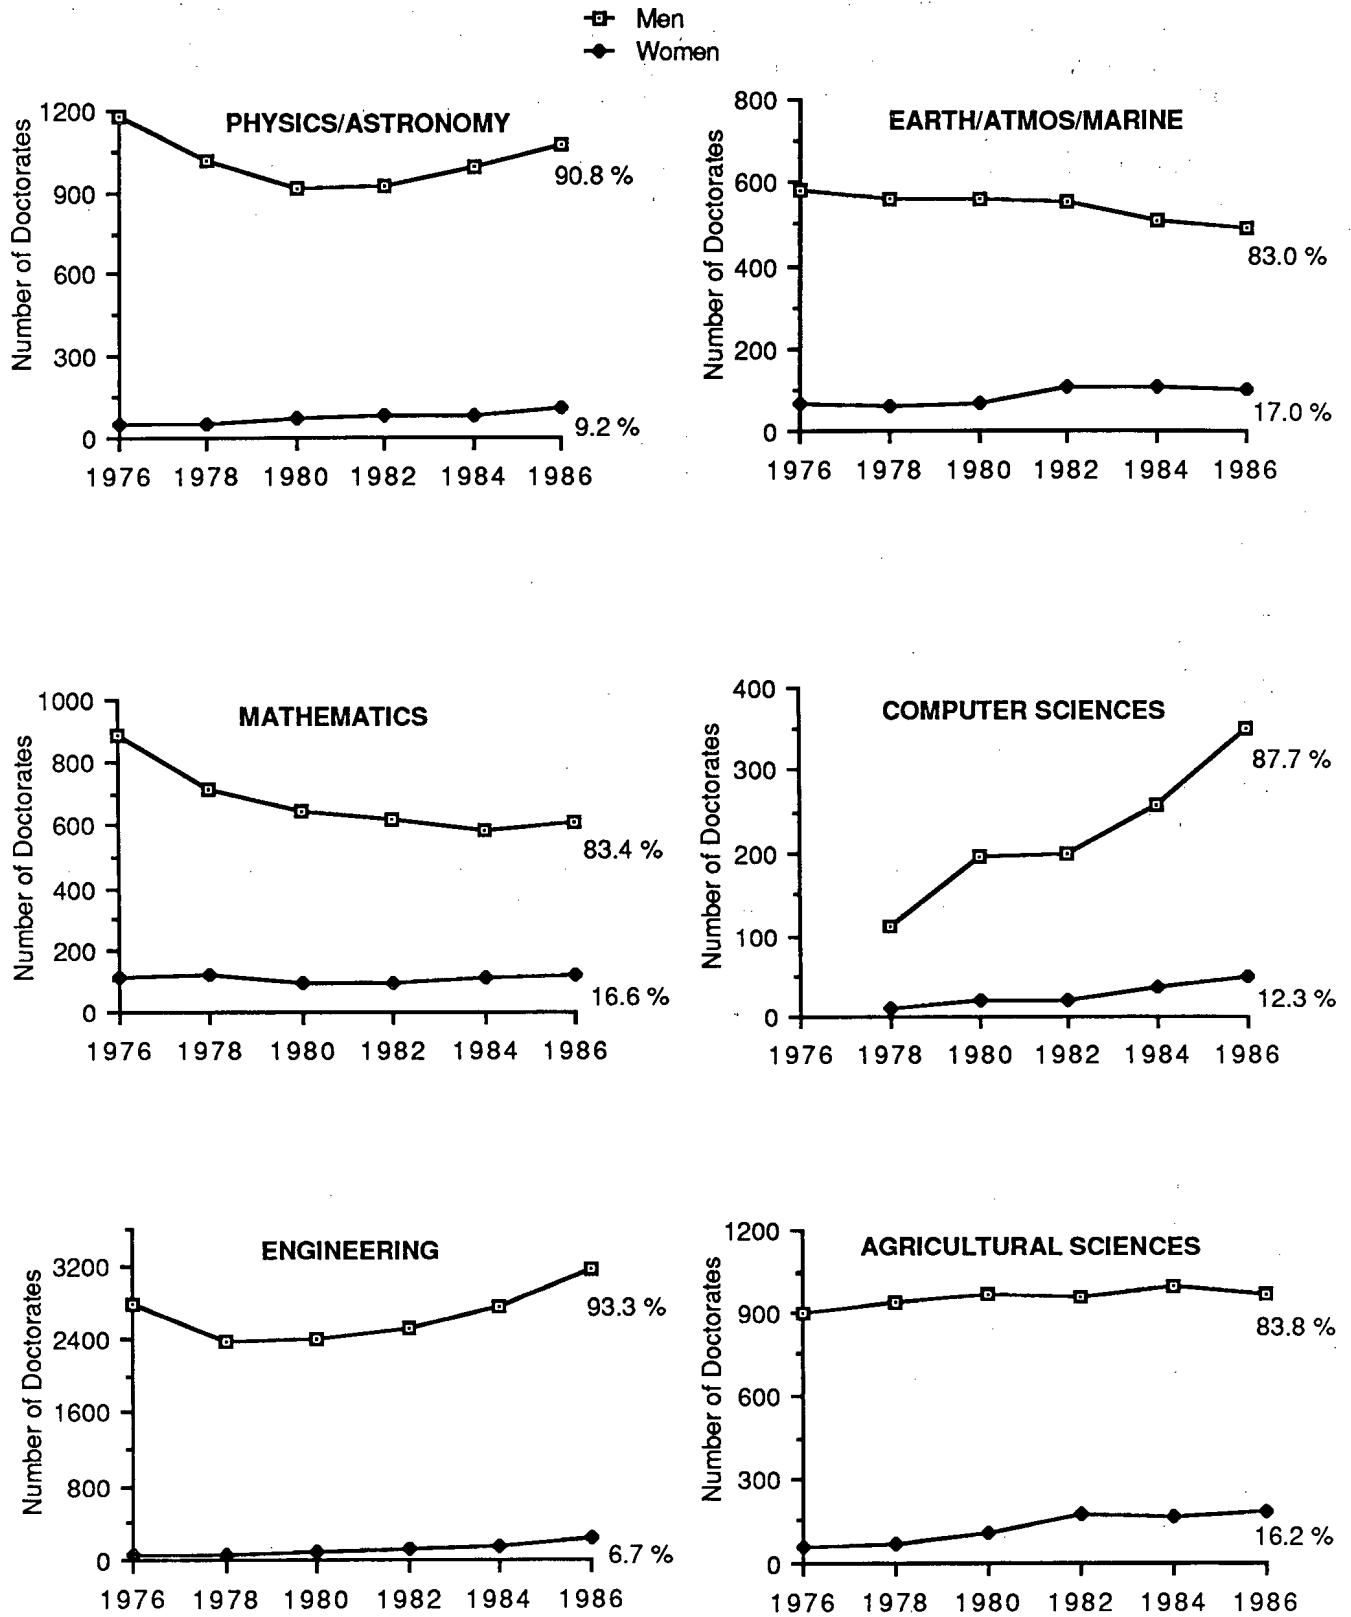 Men
Women
PHYSICS/ASTRONOMY
Number of Doctorates
1200
900
600
300
0
90.8 %
9.2 %
1976 1978 1980 1982 1984 1986
EARTH/ATMOS/MARINE
Number of Doctorates
800
600
400
200
0
83.0 %
17.0 %
1976 1978 1980 1982 1984 1986
MATHEMATICS
Number of Doctorates
1000
800
600
400
200
0
83.4 %
16.6 %
1976 1978 1980 1982 1984 1986
COMPUTER SCIENCES
Number of Doctorates
400
300
200
100
0
87.7 %
12.3 %
1976 1978 1980 1982 1984 1986
ENGINEERING
Number of Doctorates
3200
2400
1600
800
0
93.3 %
6.7 %
1976 1978 1980 1982 1984 1986
AGRICULTURAL SCIENCES
Number of Doctorates
1200
900
600
300
0
83.8 %
16.2 %
1976 1978 1980 1982 1984 1986